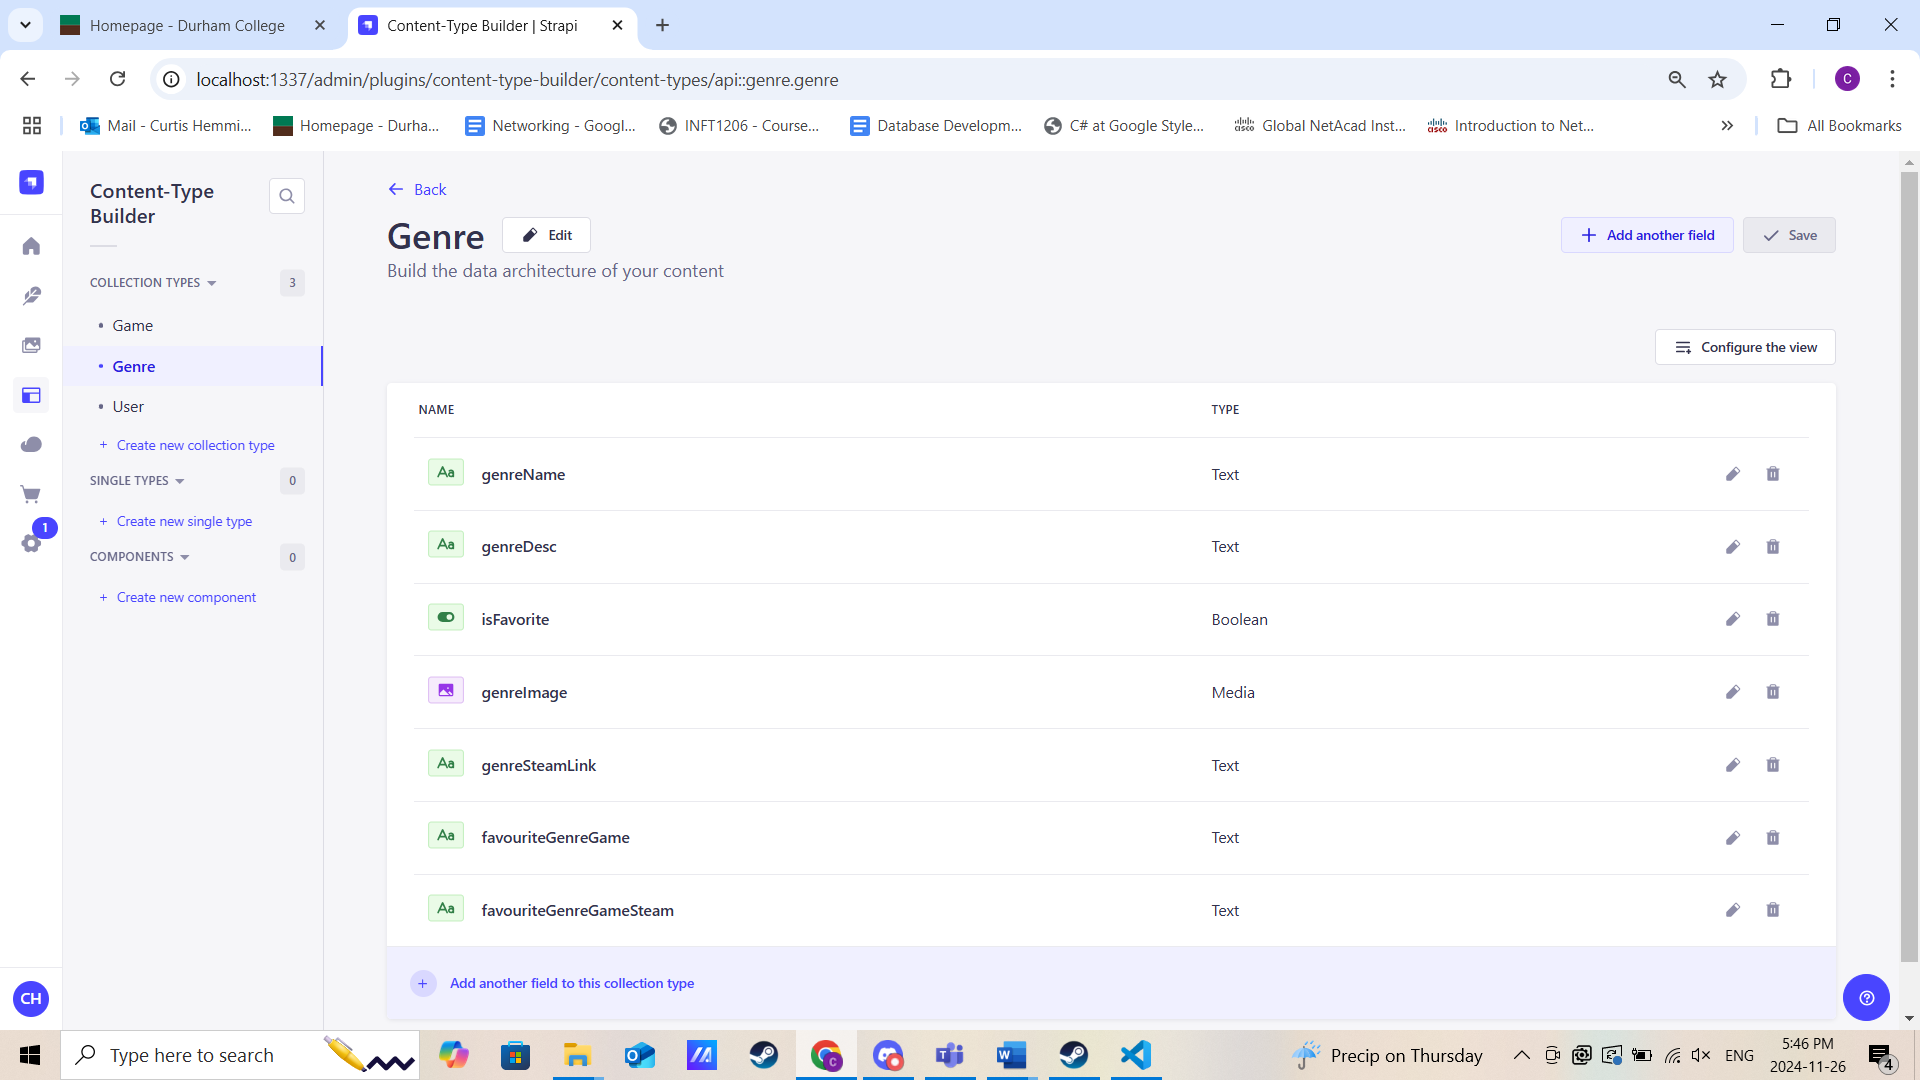 Homepage - Durham College
Content-Type Builder | Strapi
localhost:1337/admin/plugins/content-type-builder/content-types/api::genre.genre
C
Mail - Curtis Hemmi...
Homepage - Durha...
Networking - Googl...
INFT1206 - Course...
Database Developm...
C# at Google Style...
Global NetAcad Inst...
Introduction to Net...
All Bookmarks
Content-Type
Builder
COLLECTION TYPES
3
Game
Genre
User
+ Create new collection type
SINGLE TYPES
0
+ Create new single type
COMPONENTS
0
+ Create new component
1
CH
Back
Genre
Edit
Add another field
Save
Build the data architecture of your content
Configure the view
NAME
TYPE
Aa genreName Text
Aa genreDesc Text
isFavorite Boolean
genreImage Media
Aa genreSteamLink Text
Aa favouriteGenreGame Text
Aa favouriteGenreGameSteam Text
+ Add another field to this collection type
Type here to search
Precip on Thursday
ENG
5:46 PM
2024-11-26
4